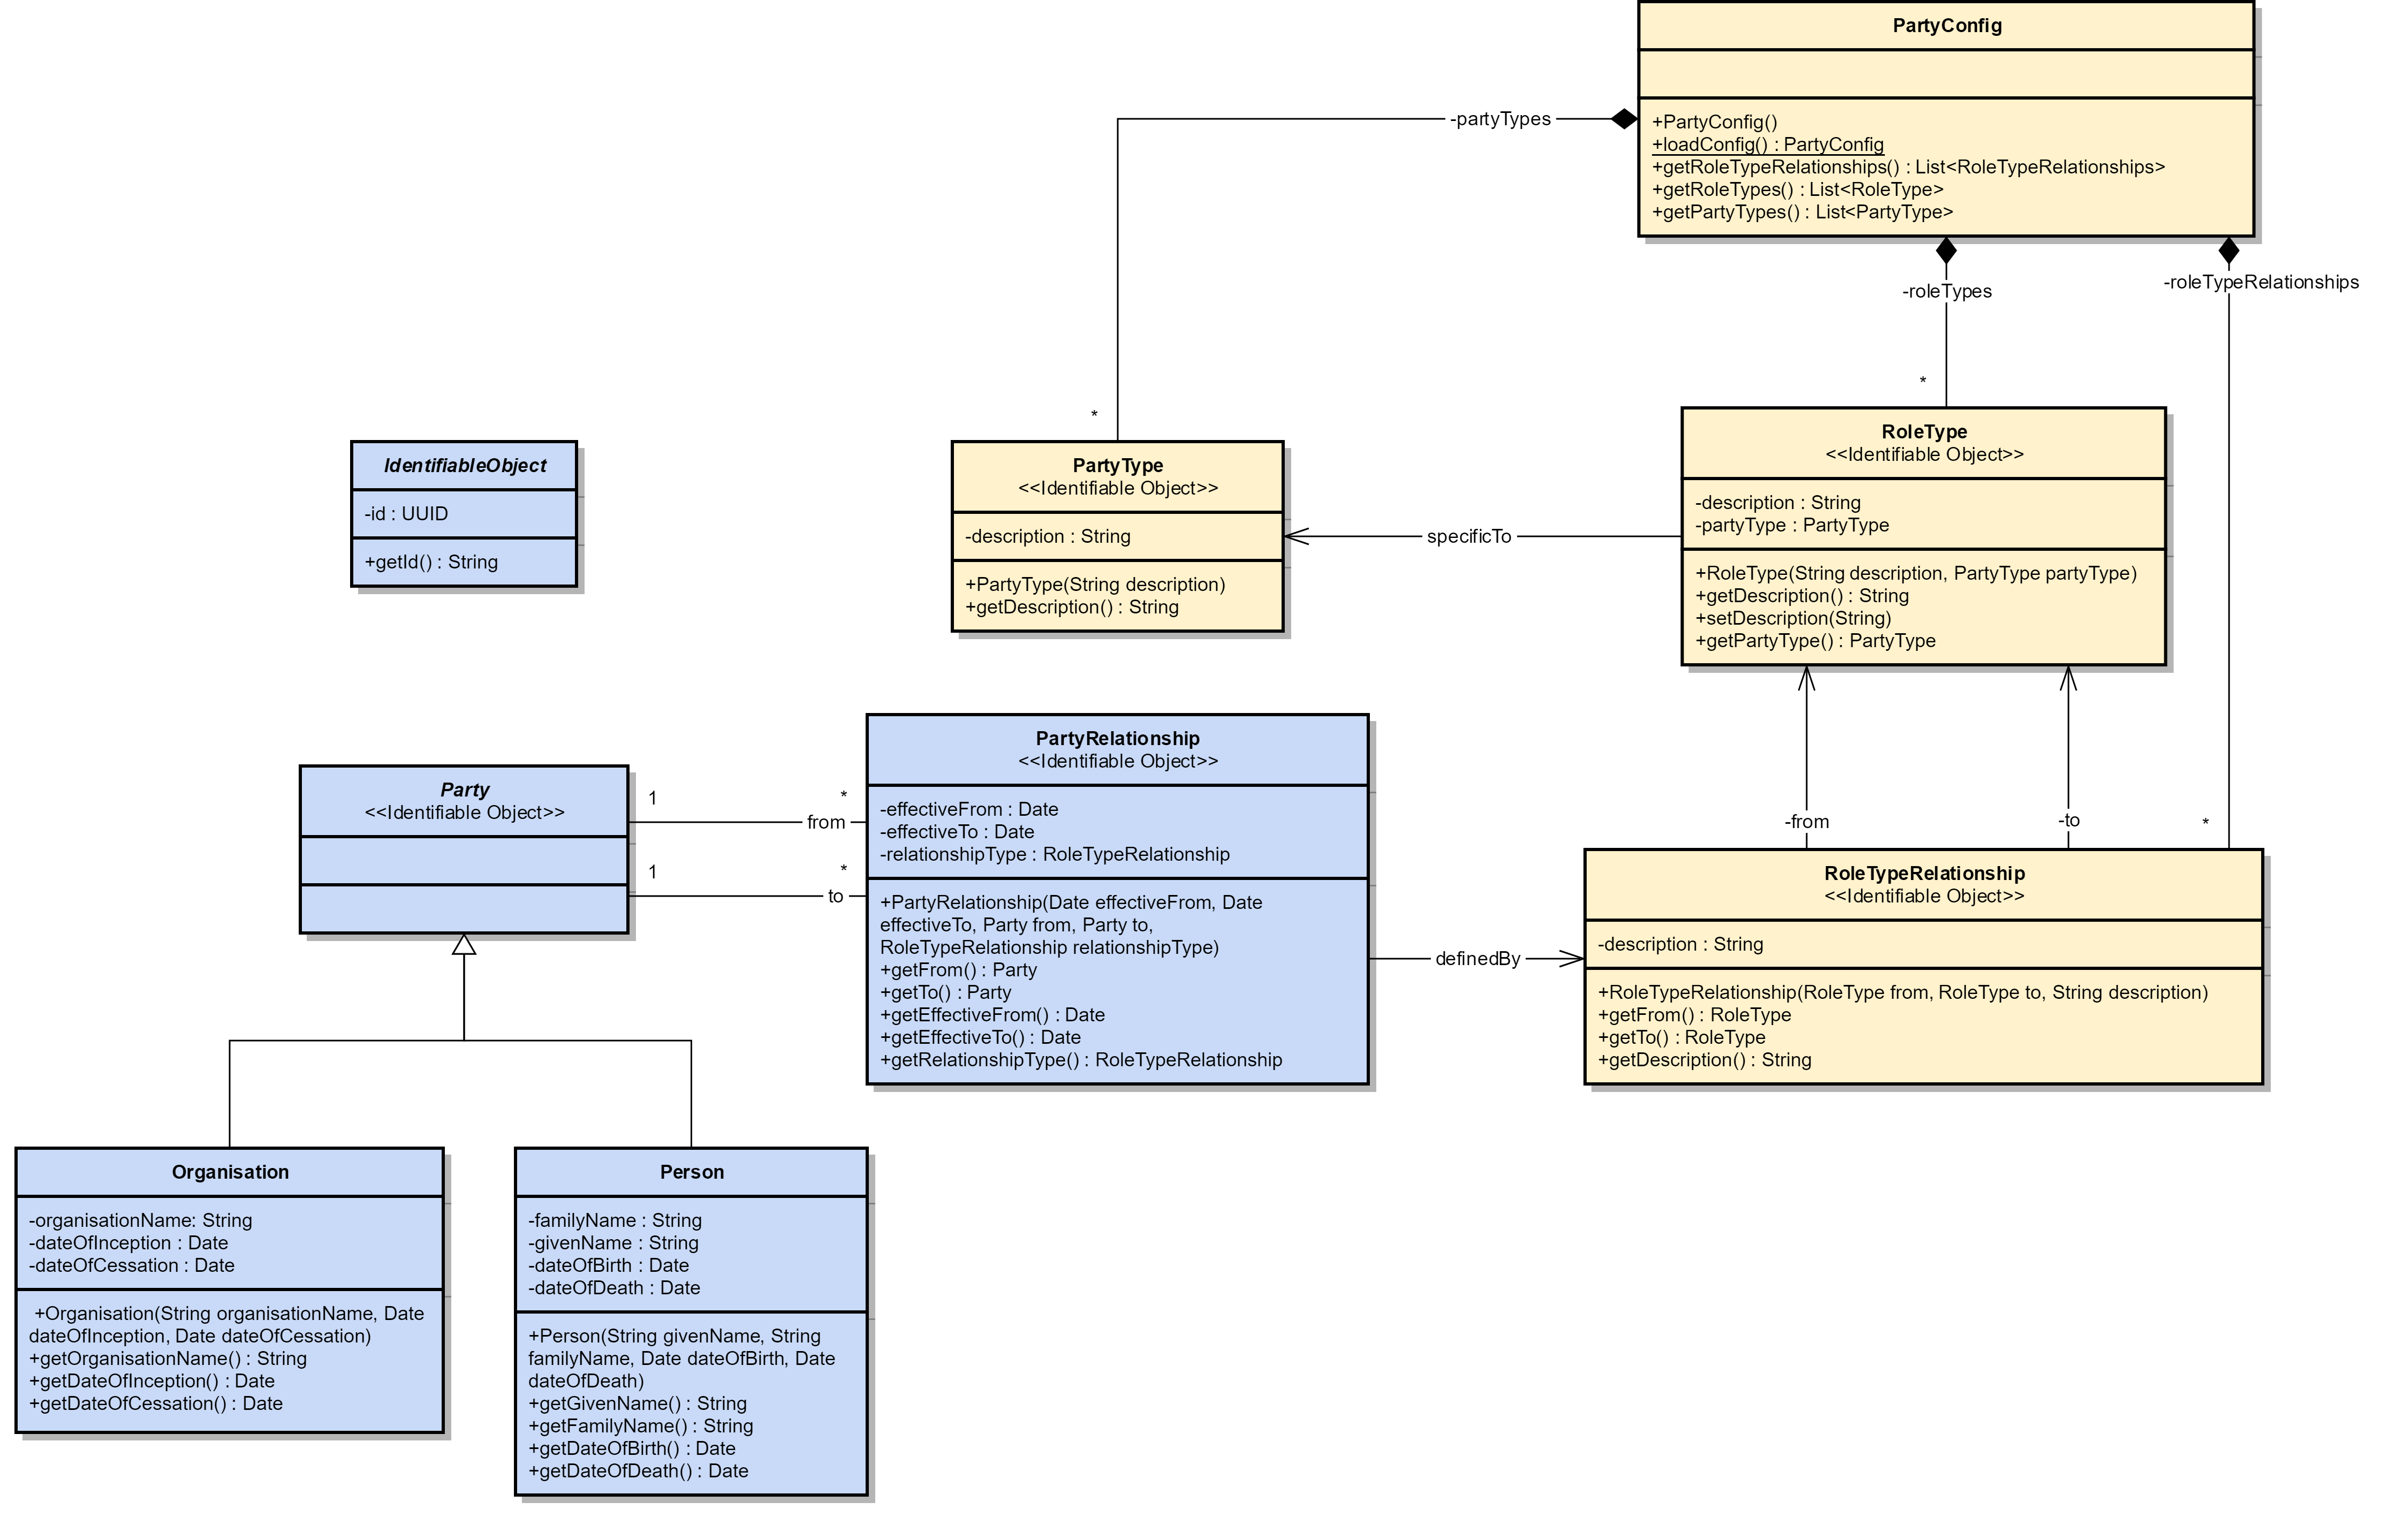 PartyConfig
+PartyConfig()
+loadConfig() : PartyConfig
+getRoleTypeRelationships() : List<RoleTypeRelationships>
+getRoleTypes() : List<RoleType>
+getPartyTypes() : List<PartyType>
-partyTypes
-roleTypes
-roleTypeRelationships
*
*
IdentifiableObject
-id : UUID
+getId() : String
PartyType
<<Identifiable Object>>
-description : String
+PartyType(String description)
+getDescription() : String
specificTo
RoleType
<<Identifiable Object>>
-description : String
-partyType : PartyType
+RoleType(String description, PartyType partyType)
+getDescription() : String
+setDescription(String)
+getPartyType() : PartyType
Party
<<Identifiable Object>>
1
*
from
1
*
to
PartyRelationship
<<Identifiable Object>>
-effectiveFrom : Date
-effectiveTo : Date
-relationshipType : RoleTypeRelationship
+PartyRelationship(Date effectiveFrom, Date
effectiveTo, Party from, Party to,
RoleTypeRelationship relationshipType)
+getFrom() : Party
+getTo() : Party
+getEffectiveFrom() : Date
+getEffectiveTo() : Date
+getRelationshipType() : RoleTypeRelationship
definedBy
-from
-to
*
RoleTypeRelationship
<<Identifiable Object>>
-description : String
+RoleTypeRelationship(RoleType from, RoleType to, String description)
+getFrom() : RoleType
+getTo() : RoleType
+getDescription() : String
Organisation
-organisationName: String
-dateOfInception : Date
-dateOfCessation : Date
+Organisation(String organisationName, Date
dateOfInception, Date dateOfCessation)
+getOrganisationName() : String
+getDateOfInception() : Date
+getDateOfCessation() : Date
Person
-familyName : String
-givenName : String
-dateOfBirth : Date
-dateOfDeath : Date
+Person(String givenName, String
familyName, Date dateOfBirth, Date
dateOfDeath)
+getGivenName() : String
+getFamilyName() : String
+getDateOfBirth() : Date
+getDateOfDeath() : Date